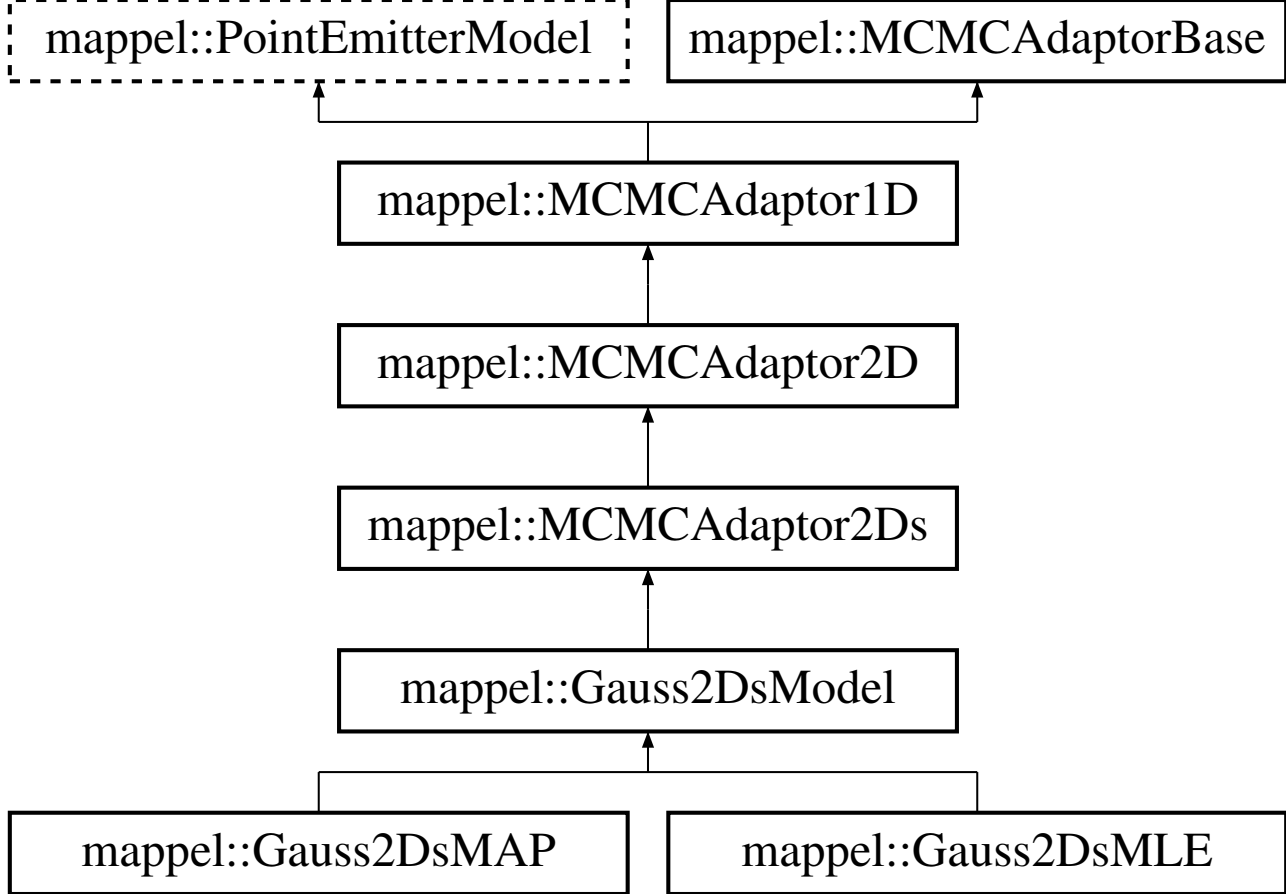 mappel::PointEmitterModel
mappel::MCMCAdaptorBase
mappel::MCMCAdaptor1D
mappel::MCMCAdaptor2D
mappel::MCMCAdaptor2Ds
mappel::Gauss2DsModel
mappel::Gauss2DsMAP
mappel::Gauss2DsMLE